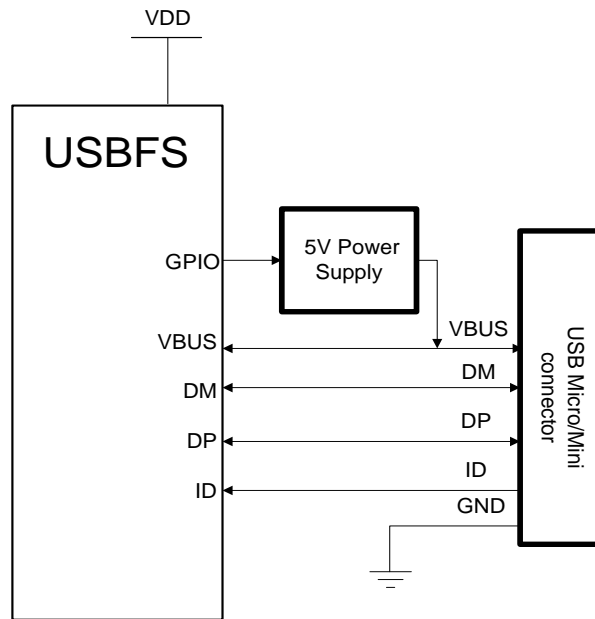 VDD
USBFS
GPIO
5V Power
Supply
VBUS
VBUS
DM
DM
DP
DP
ID
ID
GND
USB Micro/Mini
connector